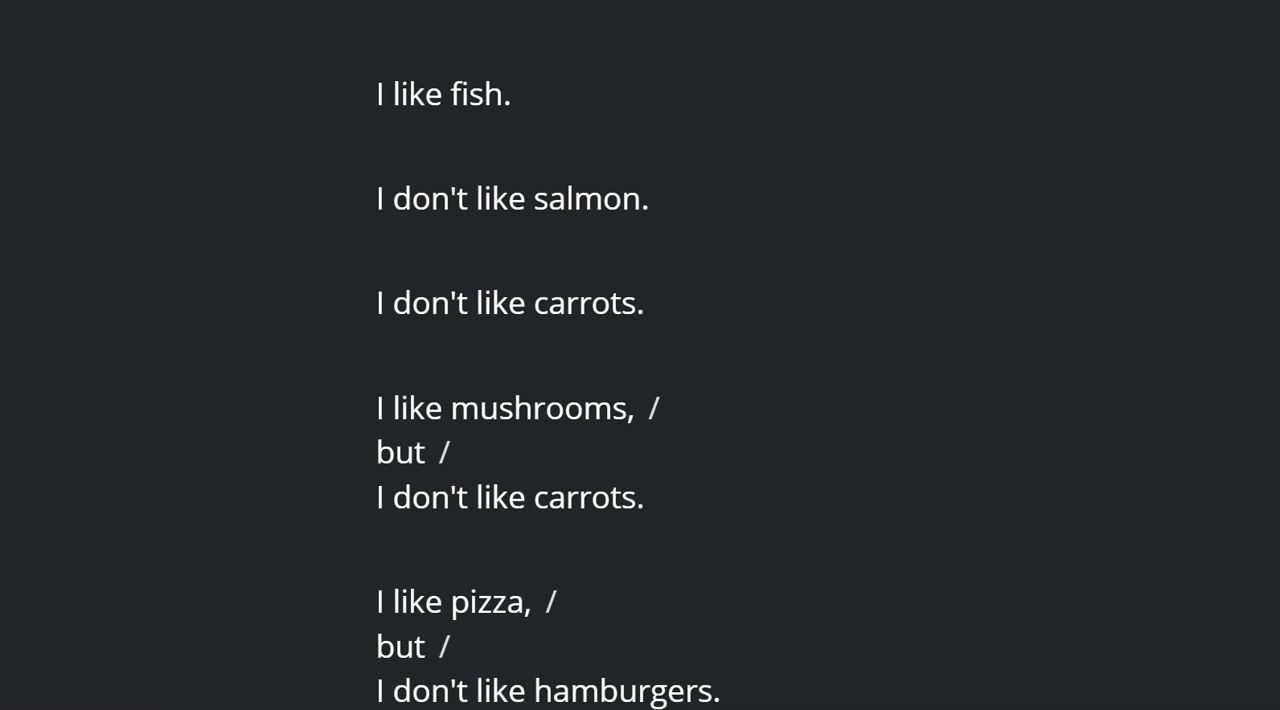 I like fish.
I don't like salmon.
I don't like carrots.
I like mushrooms, /
but /
I don't like carrots.
I like pizza, /
but /
I don't like hamburgers.